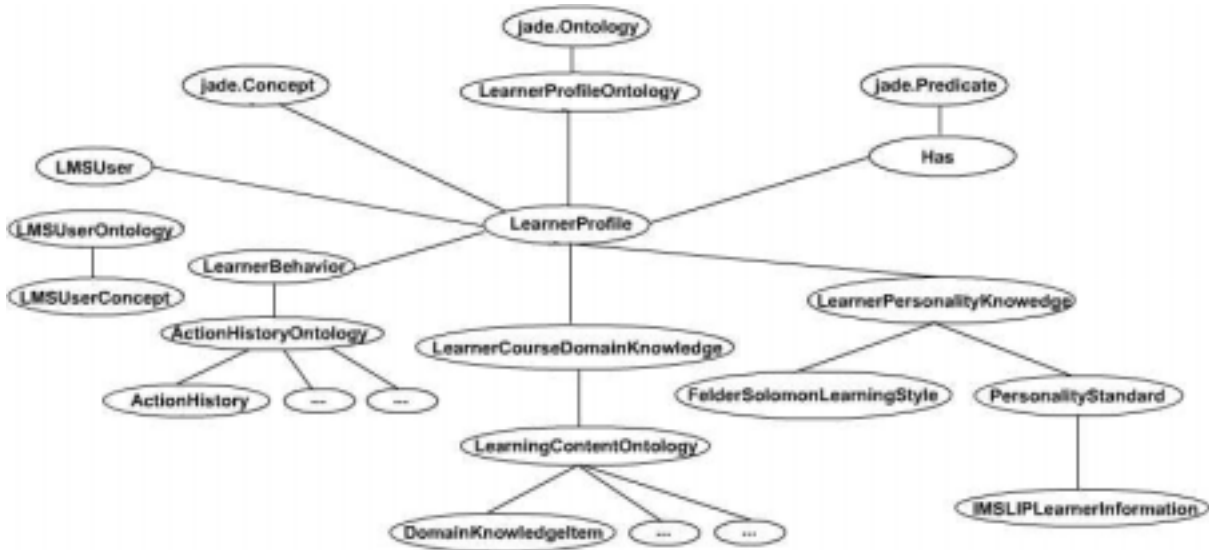 jade.Ontology
jade.Concept
LearnerProfileOntology
jade.Predicate
LMSUser
Has
LearnerProfile
LMSUserOntology
LearnerBehavior
LMSUserConcept
LearnerPersonalityKnowedge
ActionHistoryOntology
LearnerCourseDomainKnowledge
ActionHistory
---
---
FelderSolomonLearningStyle
PersonalityStandard
LearningContentOntology
IMSLIPLearnerInformation
DomainKnowledgeItem
---
---